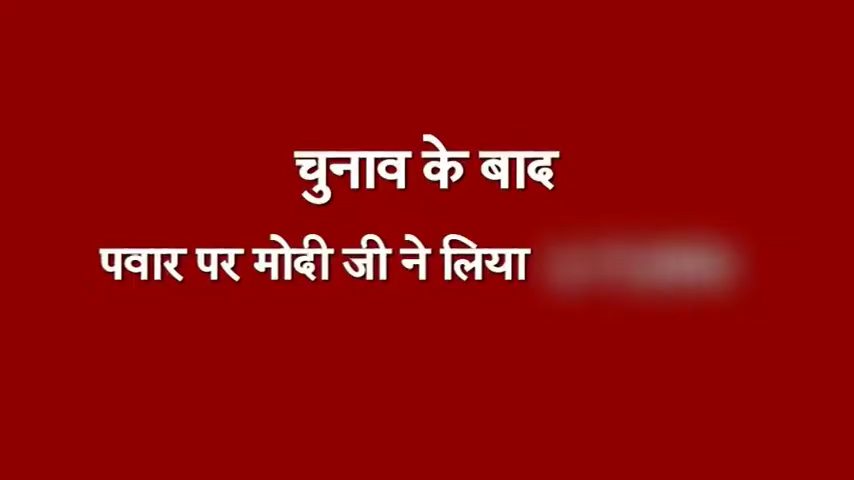 चुनाव के बाद
पवार पर मोदी जी ने लिया